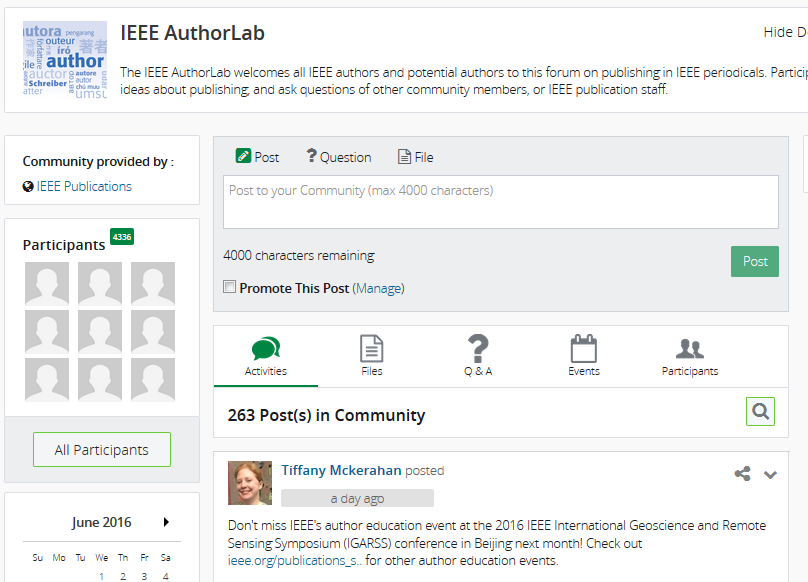 IEEE AuthorLab
Hide D
The IEEE AuthorLab welcomes all IEEE authors and potential authors to this forum on publishing in IEEE periodicals. Partici
ideas about publishing, and ask questions of other community members, or IEEE publication staff.
autora
outeur
pengarang
író
著者
author
auctor
autore
autor
Schreiber
chú muu
umsu
Community provided by :
IEEE Publications
Participants 4336
All Participants
June 2016
Su Mo Tu We Th Fr Sa
1 2 3 4
Post Question File
Post to your Community (max 4000 characters)
4000 characters remaining
Post
Promote This Post (Manage)
Activities Files Q & A Events Participants
263 Post(s) in Community
Tiffany Mckerahan posted
a day ago
Don't miss IEEE's author education event at the 2016 IEEE International Geoscience and Remote
Sensing Symposium (IGARSS) conference in Beijing next month! Check out
ieee.org/publications_s.. for other author education events.